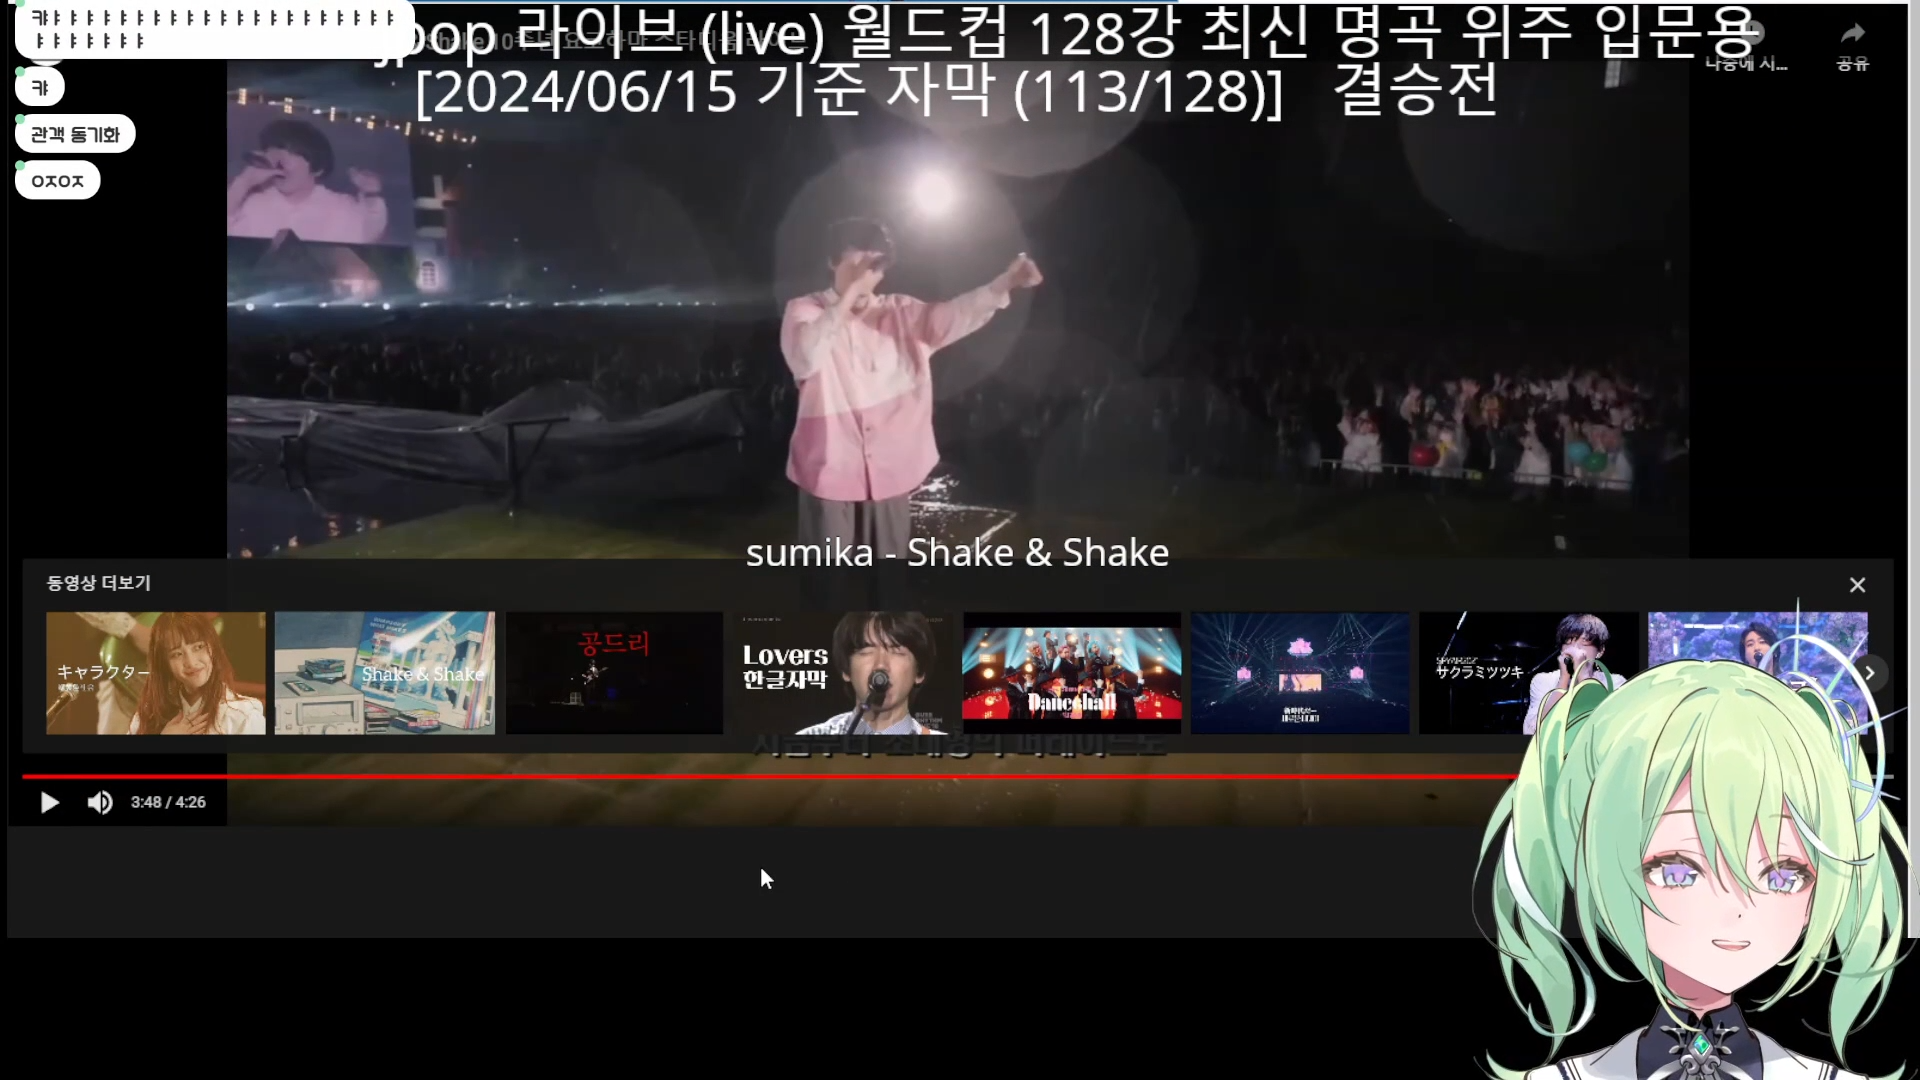 캬ㅑㅑㅑㅑㅑㅑㅑㅑㅑㅑㅑㅑㅑㅑㅑㅑㅑㅑㅑ
ㅑㅑㅑㅑㅑㅑㅑ
캬
관객 동기화
ㅇㅈㅇㅈ
jpop 라이브 (live) 월드컵 128강 최신 명곡 위주 입문용
[2024/06/15 기준 자막 (113/128)] 결승전
나중에 시...
공유
sumika - Shake & Shake
동영상 더보기
キャラクター
Shake & Shake
공드리
Lovers
한글자막
Dancehall
サクラミツツキ
3:48 / 4:26